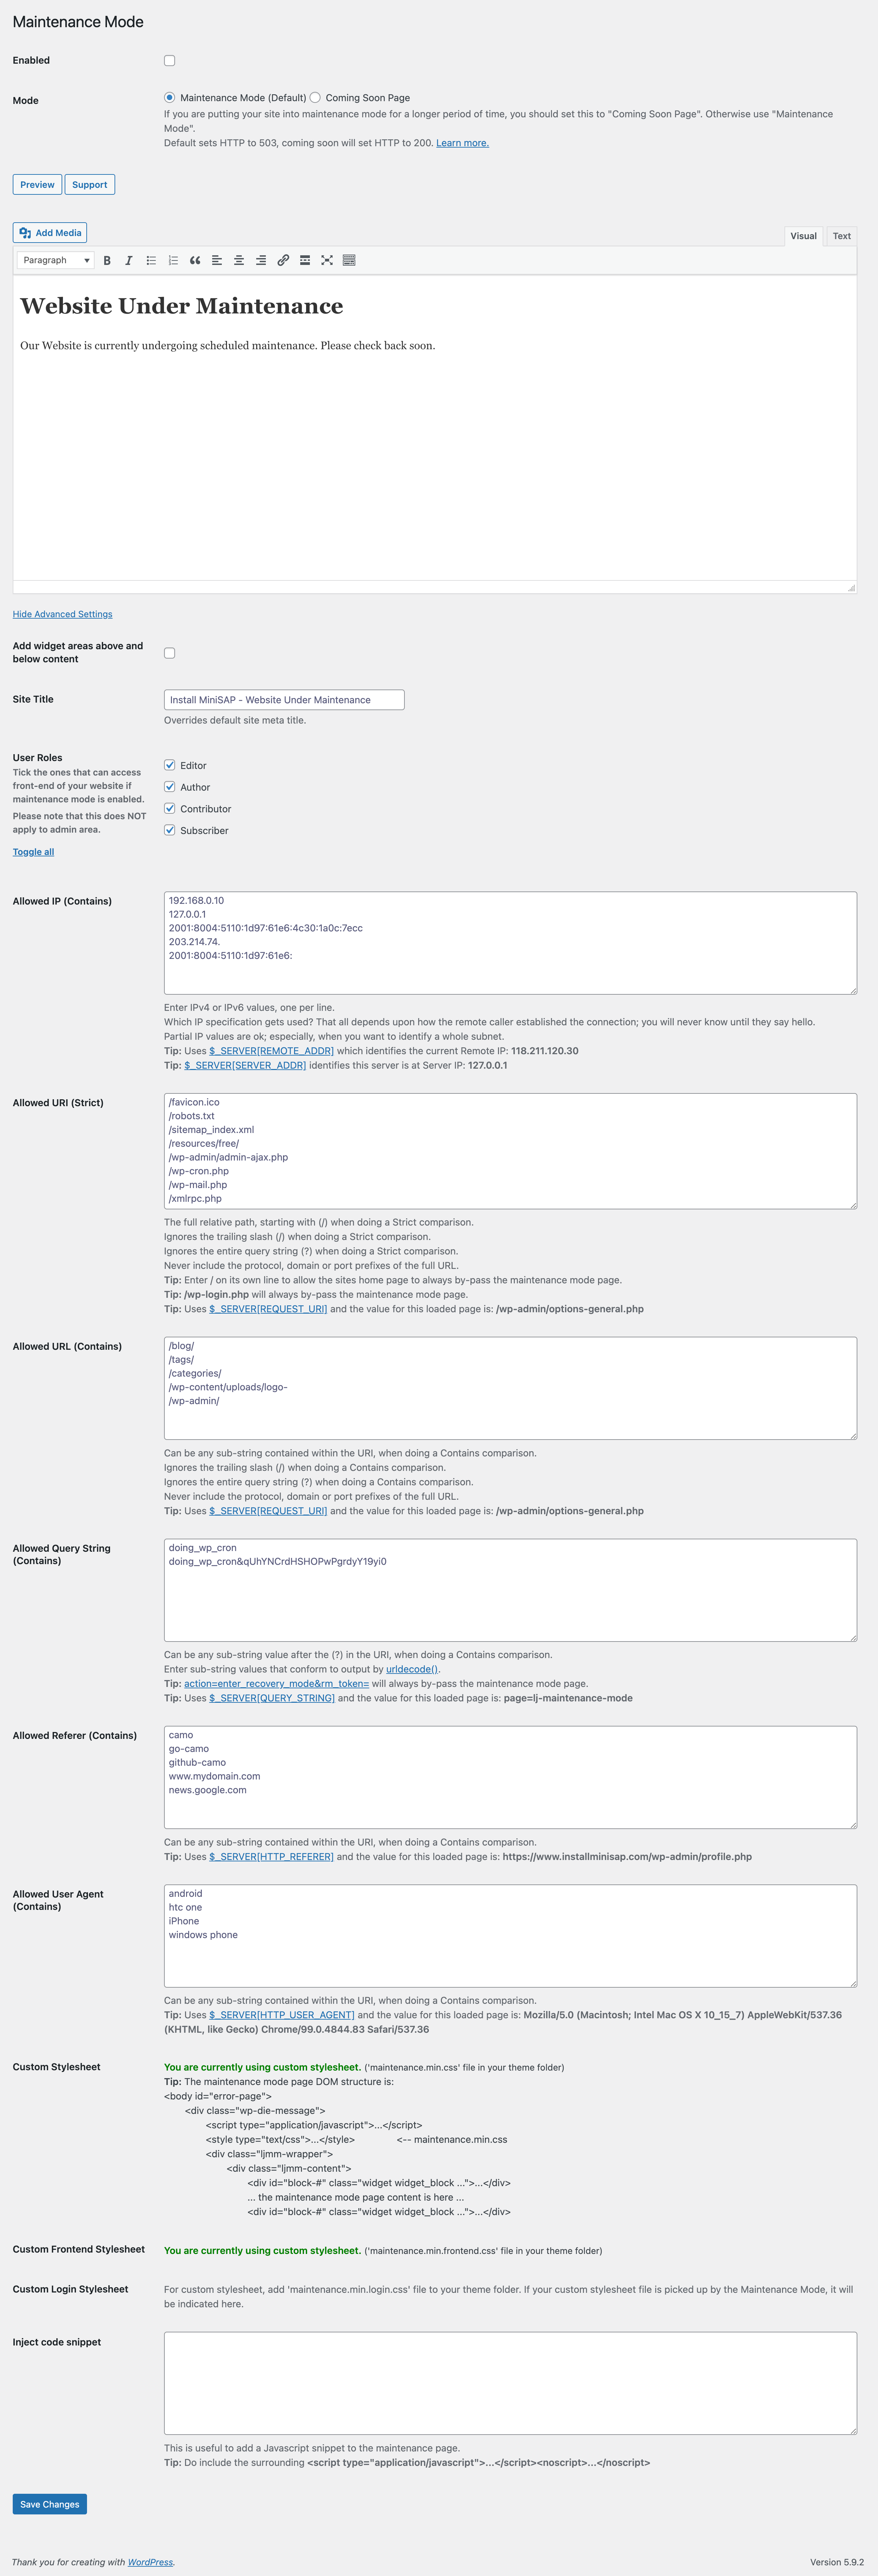 Maintenance Mode
Enabled
Mode
Maintenance Mode (Default) Coming Soon Page
If you are putting your site into maintenance mode for a longer period of time, you should set this to "Coming Soon Page". Otherwise use "Maintenance
Mode".
Default sets HTTP to 503, coming soon will set HTTP to 200. Learn more.
Preview Support
Add Media
Visual Text
Paragraph
Website Under Maintenance
Our Website is currently undergoing scheduled maintenance. Please check back soon.
Hide Advanced Settings
Add widget areas above and
below content
Site Title
Install MiniSAP - Website Under Maintenance
Overrides default site meta title.
User Roles
Tick the ones that can access
front-end of your website if
maintenance mode is enabled.
Please note that this does NOT
apply to admin area.
Toggle all
Editor
Author
Contributor
Subscriber
Allowed IP (Contains)
192.168.0.10
127.0.0.1
2001:8004:5110:1d97:61e6:4c30:1a0c:7ecc
203.214.74.
2001:8004:5110:1d97:61e6:
Enter IPv4 or IPv6 values, one per line.
Which IP specification gets used? That all depends upon how the remote caller established the connection; you will never know until they say hello.
Partial IP values are ok; especially, when you want to identify a whole subnet.
Tip: Uses $_SERVER[REMOTE_ADDR] which identifies the current Remote IP: 118.211.120.30
Tip: $_SERVER[SERVER_ADDR] identifies this server is at Server IP: 127.0.0.1
Allowed URI (Strict)
/favicon.ico
/robots.txt
/sitemap_index.xml
/resources/free/
/wp-admin/admin-ajax.php
/wp-cron.php
/wp-mail.php
/xmlrpc.php
The full relative path, starting with (/) when doing a Strict comparison.
Ignores the trailing slash (/) when doing a Strict comparison.
Ignores the entire query string (?) when doing a Strict comparison.
Never include the protocol, domain or port prefixes of the full URL.
Tip: Enter / on its own line to allow the sites home page to always by-pass the maintenance mode page.
Tip: /wp-login.php will always by-pass the maintenance mode page.
Tip: Uses $_SERVER[REQUEST_URI] and the value for this loaded page is: /wp-admin/options-general.php
Allowed URL (Contains)
/blog/
/tags/
/categories/
/wp-content/uploads/logo-
/wp-admin/
Can be any sub-string contained within the URI, when doing a Contains comparison.
Ignores the trailing slash (/) when doing a Contains comparison.
Ignores the entire query string (?) when doing a Contains comparison.
Never include the protocol, domain or port prefixes of the full URL.
Tip: Uses $_SERVER[REQUEST_URI] and the value for this loaded page is: /wp-admin/options-general.php
Allowed Query String
(Contains)
doing_wp_cron
doing_wp_cron&qUhYNCrdHSHOPwPgrdyY19yi0
Can be any sub-string value after the (?) in the URI, when doing a Contains comparison.
Enter sub-string values that conform to output by urldecode().
Tip: action=enter_recovery_mode&rm_token= will always by-pass the maintenance mode page.
Tip: Uses $_SERVER[QUERY_STRING] and the value for this loaded page is: page=lj-maintenance-mode
Allowed Referer (Contains)
camo
go-camo
github-camo
www.mydomain.com
news.google.com
Can be any sub-string contained within the URI, when doing a Contains comparison.
Tip: Uses $_SERVER[HTTP_REFERER] and the value for this loaded page is: https://www.installminisap.com/wp-admin/profile.php
Allowed User Agent
(Contains)
android
htc one
iPhone
windows phone
Can be any sub-string contained within the URI, when doing a Contains comparison.
Tip: Uses $_SERVER[HTTP_USER_AGENT] and the value for this loaded page is: Mozilla/5.0 (Macintosh; Intel Mac OS X 10_15_7) AppleWebKit/537.36
(KHTML, like Gecko) Chrome/99.0.4844.83 Safari/537.36
Custom Stylesheet
You are currently using custom stylesheet. ('maintenance.min.css' file in your theme folder)
Tip: The maintenance mode page DOM structure is:
<body id="error-page">
<div class="wp-die-message">
<script type="application/javascript">...</script>
<style type="text/css">...</style> <-- maintenance.min.css
<div class="ljmm-wrapper">
<div class="ljmm-content">
<div id="block-#" class="widget widget_block ...">...</div>
... the maintenance mode page content is here ...
<div id="block-#" class="widget widget_block ...">...</div>
Custom Frontend Stylesheet
You are currently using custom stylesheet. ('maintenance.min.frontend.css' file in your theme folder)
Custom Login Stylesheet
For custom stylesheet, add 'maintenance.min.login.css' file to your theme folder. If your custom stylesheet file is picked up by the Maintenance Mode, it will
be indicated here.
Inject code snippet
This is useful to add a Javascript snippet to the maintenance page.
Tip: Do include the surrounding <script type="application/javascript">...</script><noscript>...</noscript>
Save Changes
Thank you for creating with WordPress.
Version 5.9.2